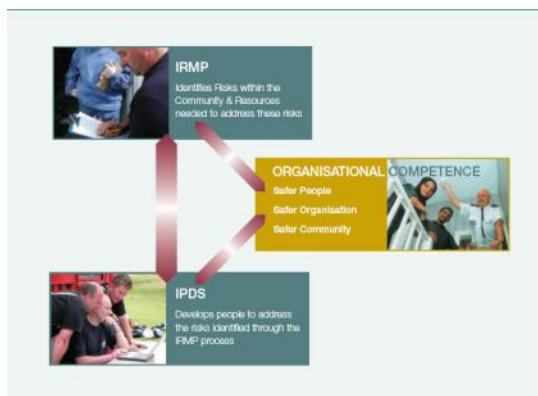 IRMP
Identifies Risks within the
Community & Resources
needed to address these risks
ORGANISATIONAL COMPETENCE
Safer People
Safer Organisation
Safer Community
IPDS
Develops people to address
the risks identified through the
IRMP process